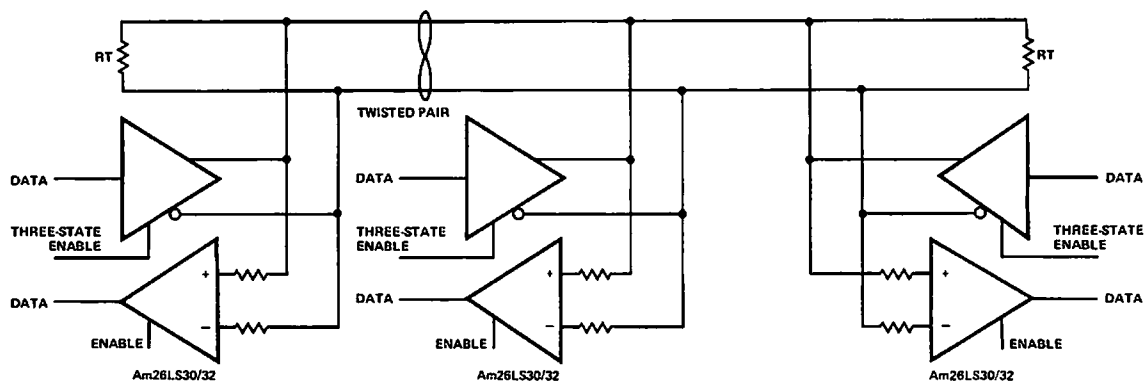 RT
RT
TWISTED PAIR
DATA
DATA
DATA
THREE-STATE
ENABLE
THREE-STATE
ENABLE
THREE-STATE
ENABLE
+
+
+
DATA
DATA
DATA
−
−
−
ENABLE
ENABLE
ENABLE
Am26LS30/32
Am26LS30/32
Am26LS30/32